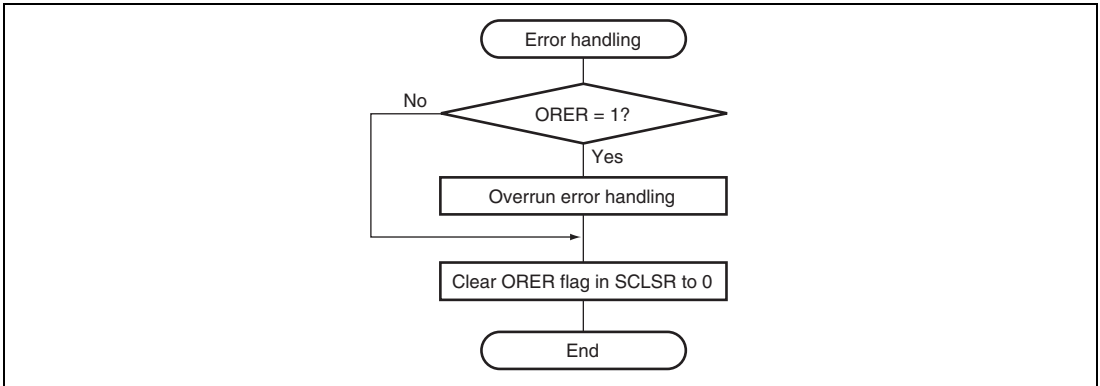 Error handling
No
ORER = 1?
Yes
Overrun error handling
Clear ORER flag in SCLSR to 0
End